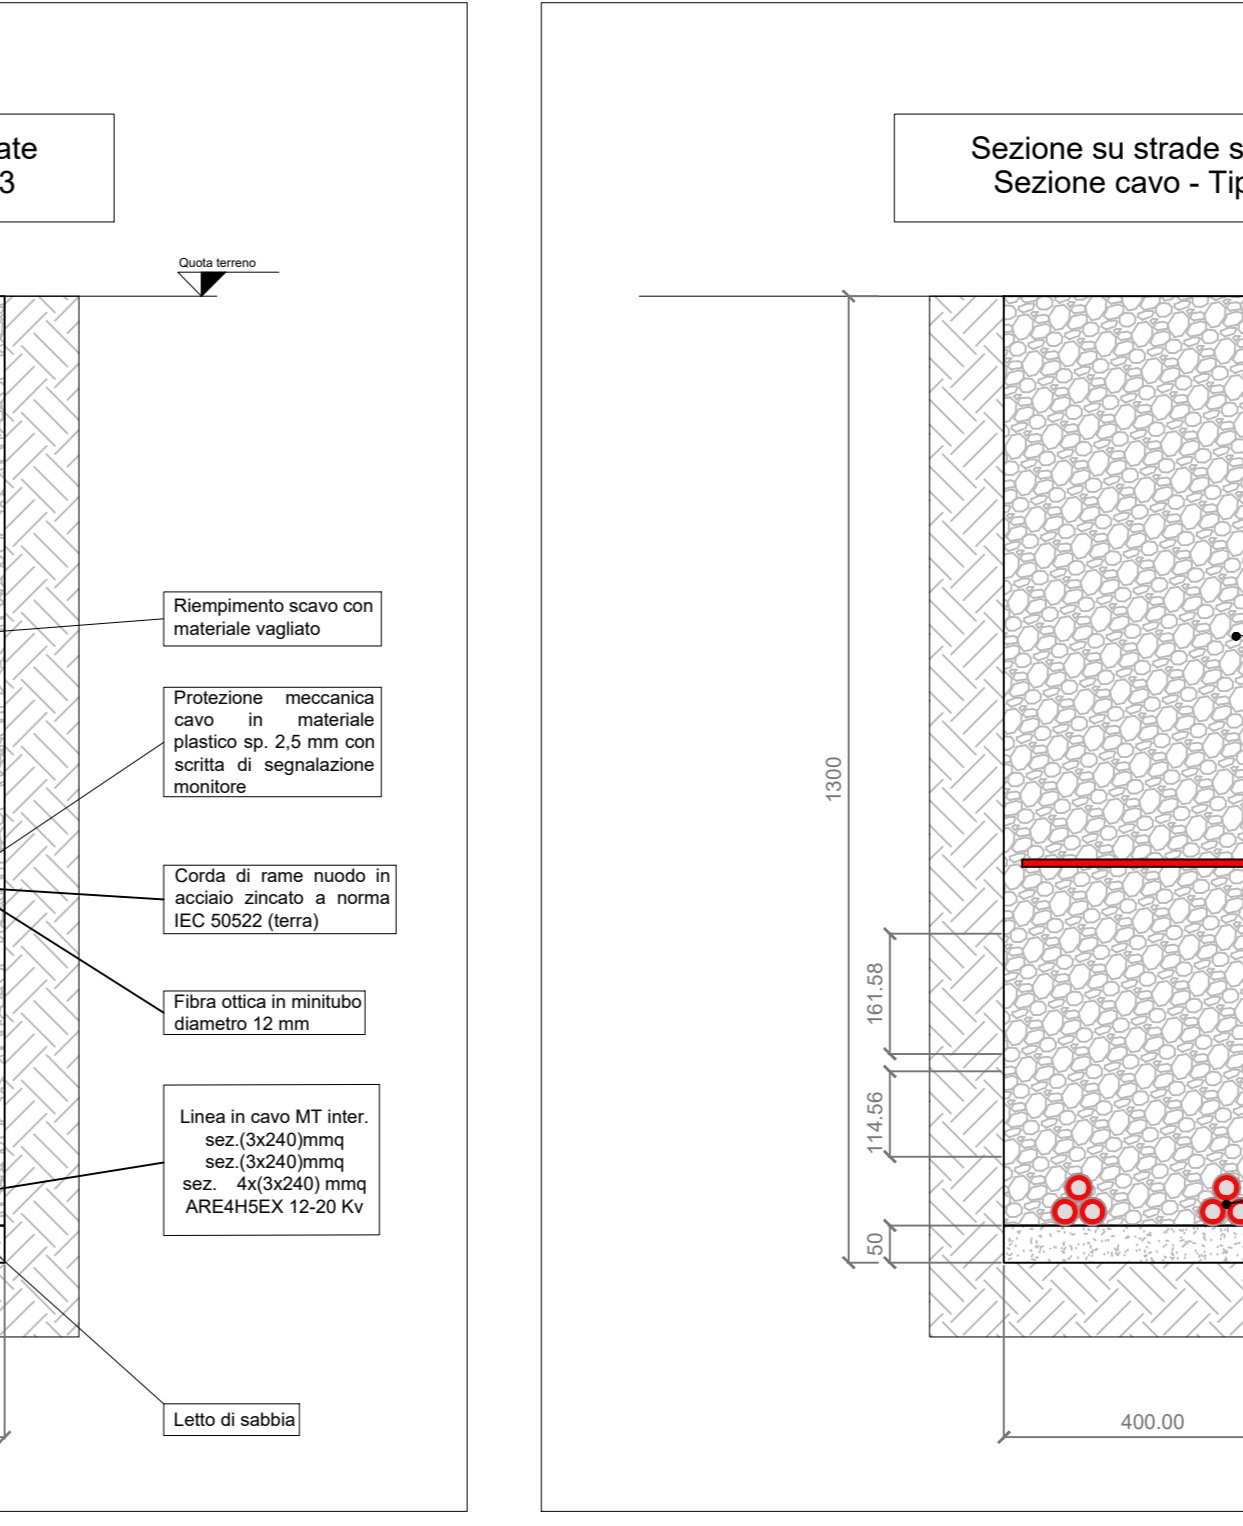 ate
3
Quota terreno
Riempimento scavo con
materiale vagliato
Protezione meccanica
cavo in materiale
plastico sp. 2,5 mm con
scritta di segnalazione
monitore
Corda di rame nuodo in
acciaio zincato a norma
IEC 50522 (terra)
Fibra ottica in minitubo
diametro 12 mm
Linea in cavo MT inter.
sez.(3x240)mmq
sez.(3x240)mmq
sez. 4x(3x240) mmq
ARE4H5EX 12-20 Kv
Letto di sabbia
Sezione su strade s
Sezione cavo - Tip
1300
161.58
114.56
50
400.00